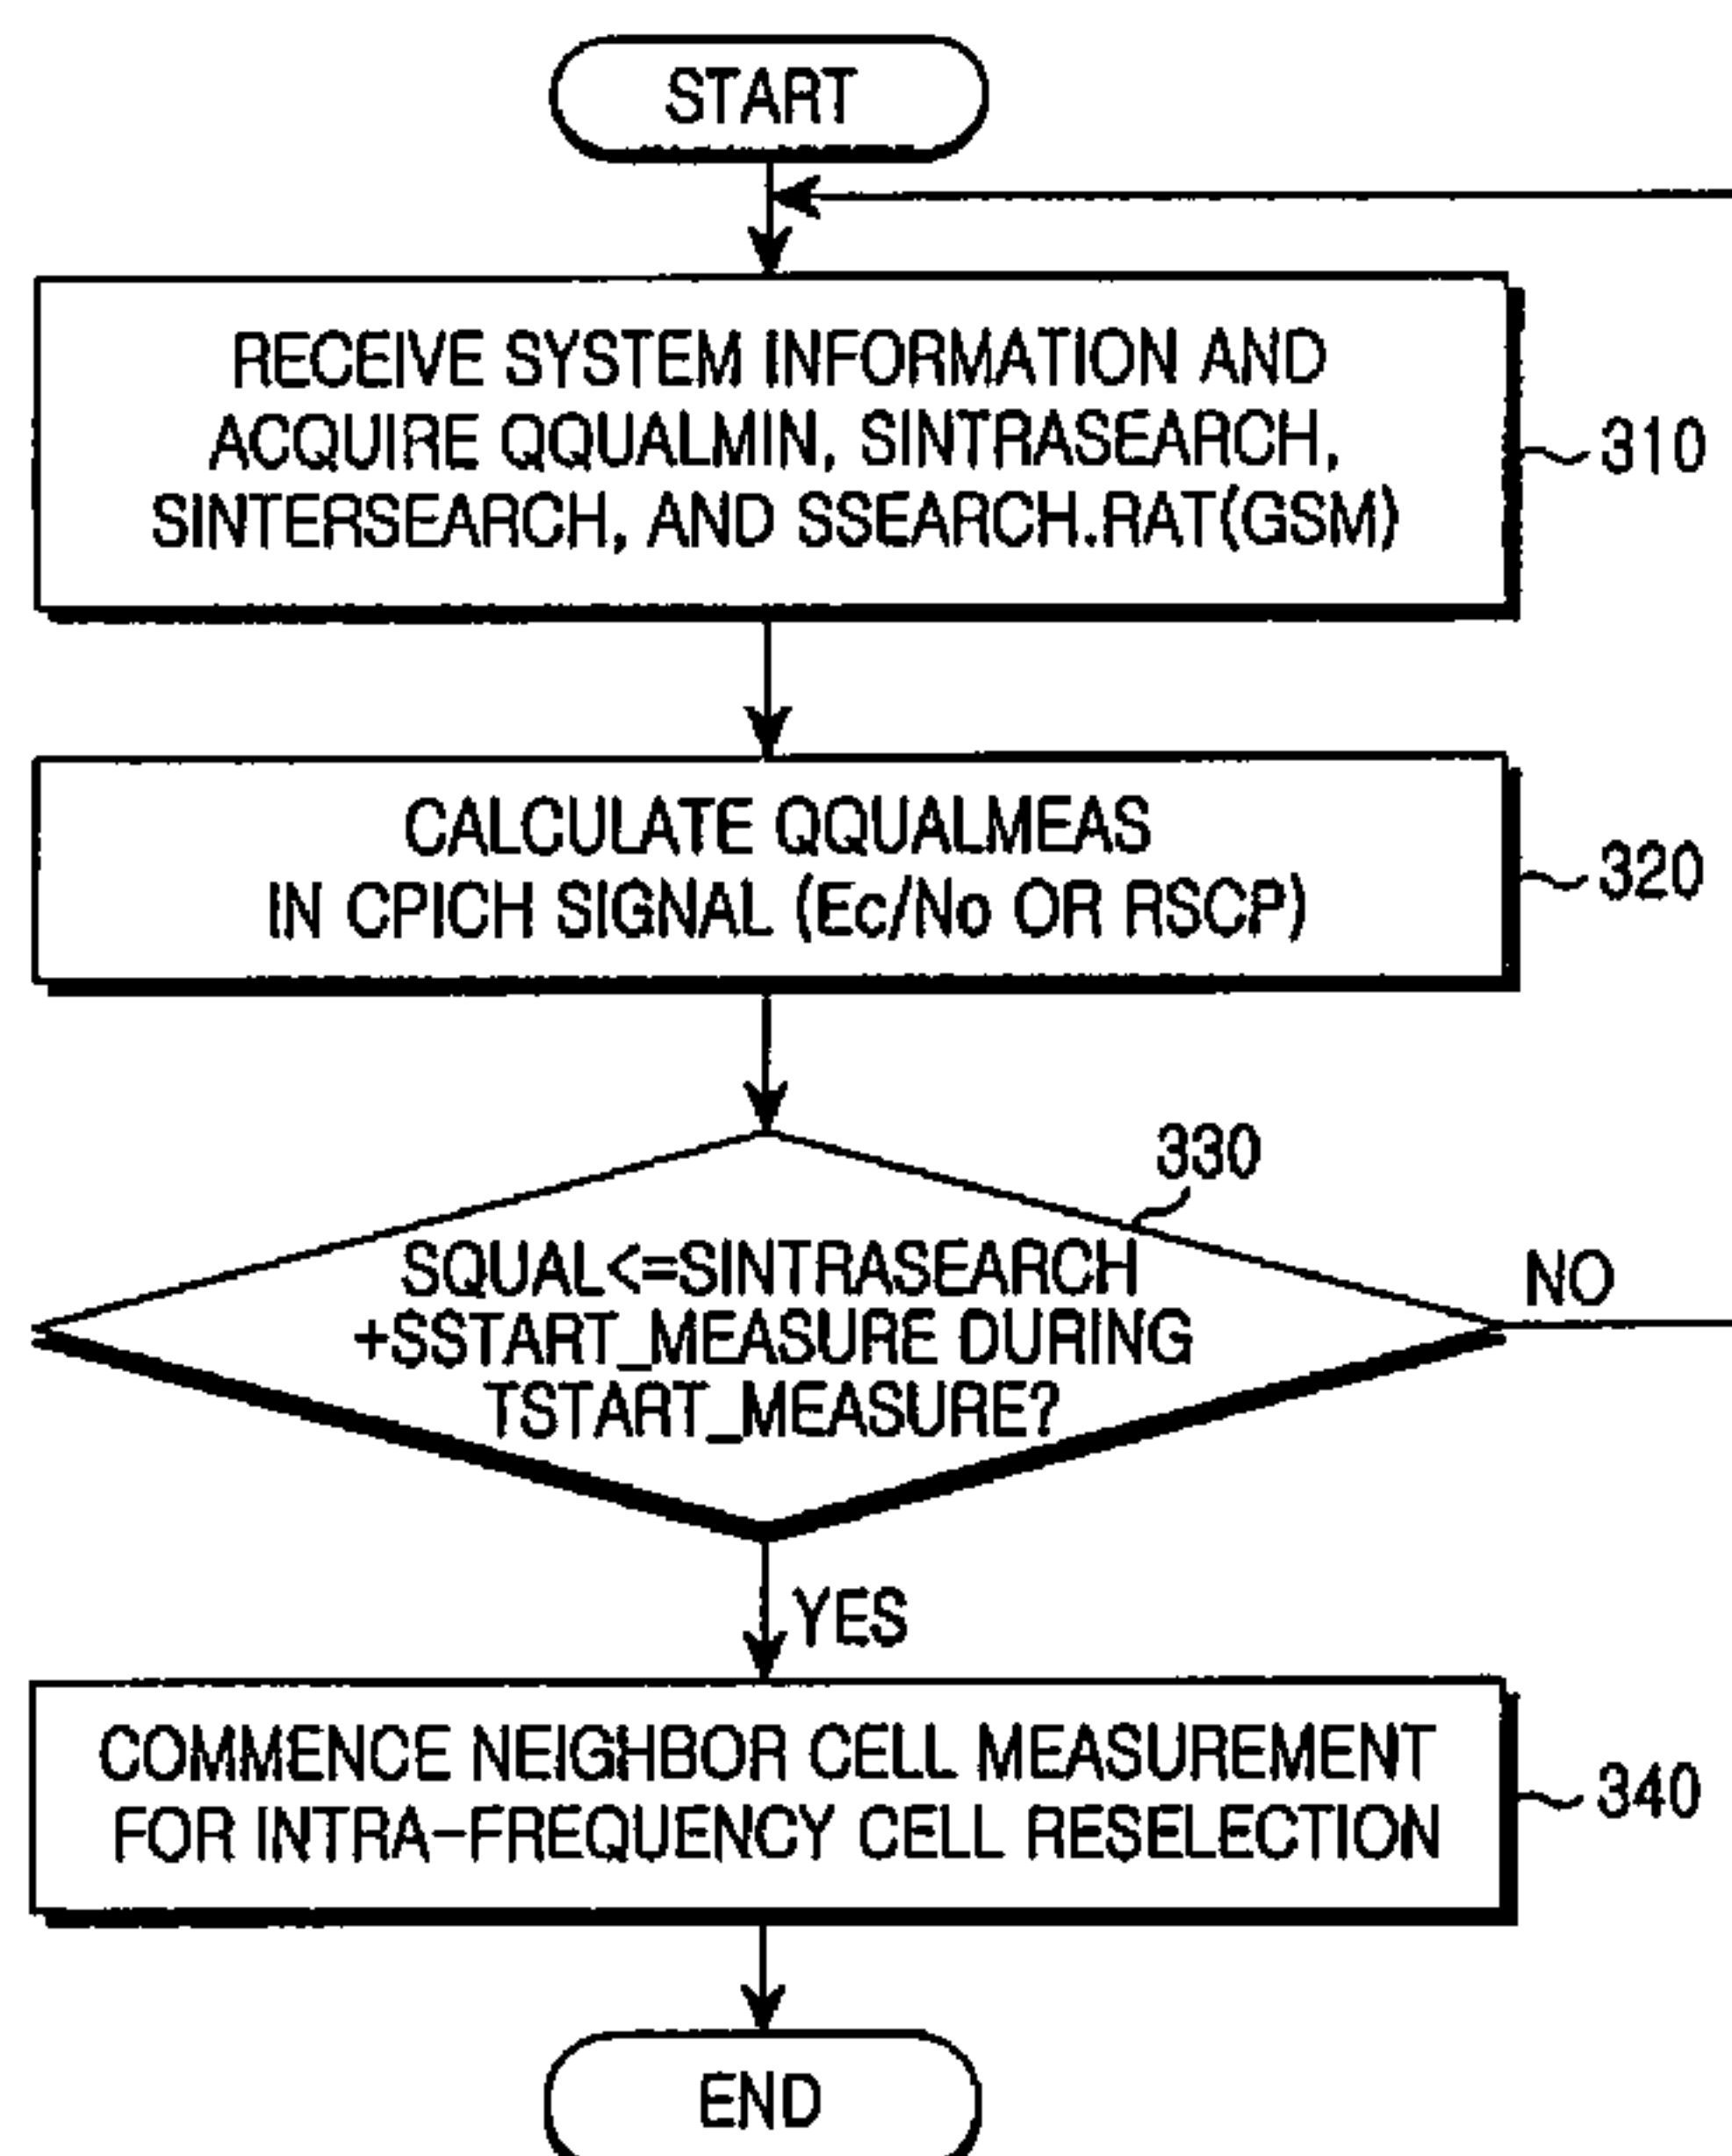 START
RECEIVE SYSTEM INFORMATION AND
ACQUIRE QQUALMIN, SINTRASEARCH,
SINTERSEARCH, AND SSEARCH.RAT(GSM)
310
CALCULATE QQUALMEAS
IN CPICH SIGNAL (Ec/No OR RSCP)
320
330
SQUAL<=SINTRASEARCH
+SSTART_MEASURE DURING
TSTART_MEASURE?
NO
YES
COMMENCE NEIGHBOR CELL MEASUREMENT
FOR INTRA-FREQUENCY CELL RESELECTION
340
END